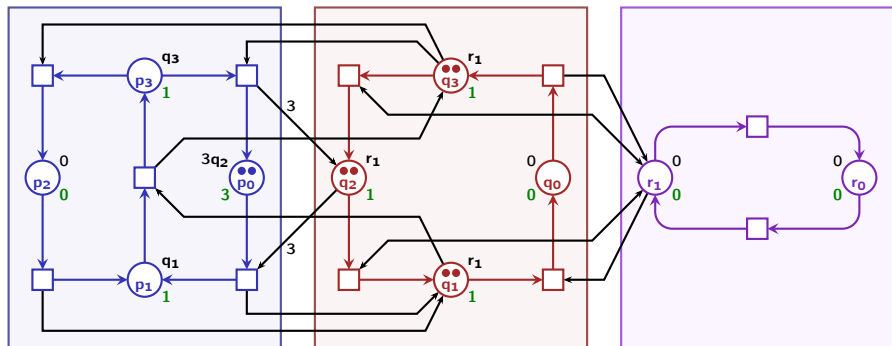 q₃ r₁
p₃ q₃
1 1
3
0 3q₂ r₁ 0 0 0
p₂ p₀ q₂ q₀ r₁ r₀
0 3 1 0 0 0
3
q₁ r₁
p₁ q₁
1 1